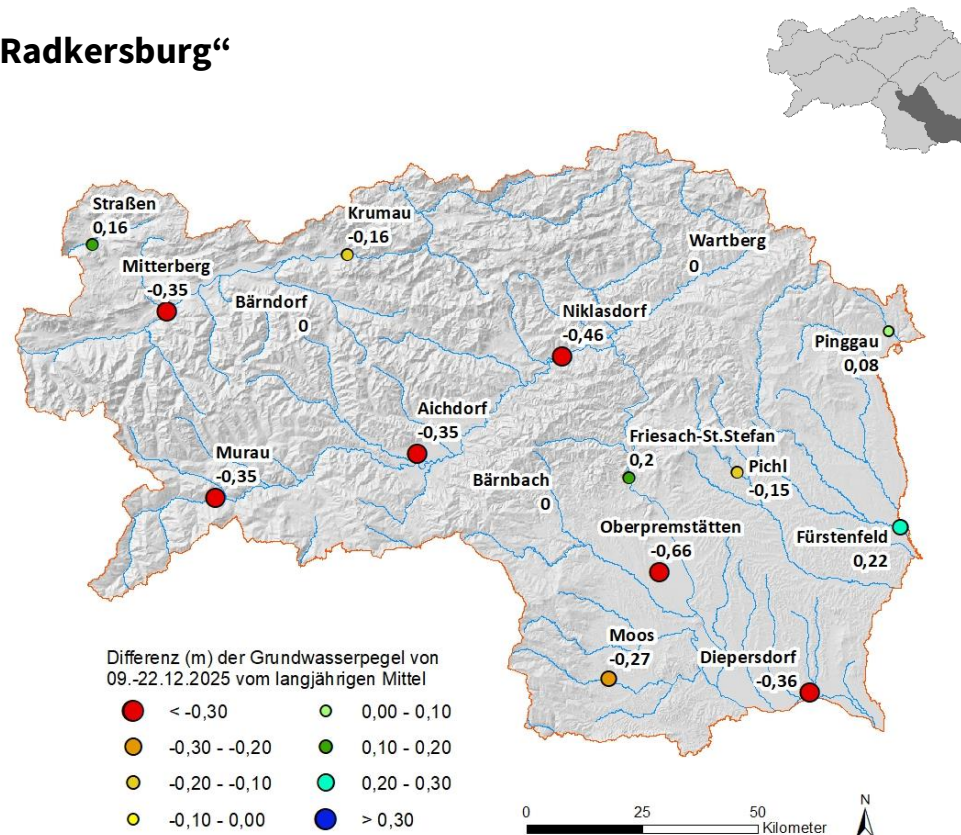 Radkersburg“
Straßen
0,16
Krumau
-0,16
Wartberg
0
Mitterberg
-0,35
Bärndorf
0
Niklasdorf
-0,46
Pinggau
0,08
Aichdorf
-0,35
Murau
-0,35
Friesach-St.Stefan
0,2
Pichl
-0,15
Bärnbach
0
Oberpremstätten
-0,66
Fürstenfeld
0,22
Moos
-0,27
Diepersdorf
-0,36
Differenz (m) der Grundwasserpegel von
09.-22.12.2025 vom langjährigen Mittel
< -0,30
-0,30 - -0,20
-0,20 - -0,10
-0,10 - 0,00
0,00 - 0,10
0,10 - 0,20
0,20 - 0,30
> 0,30
0 25 50
Kilometer
N